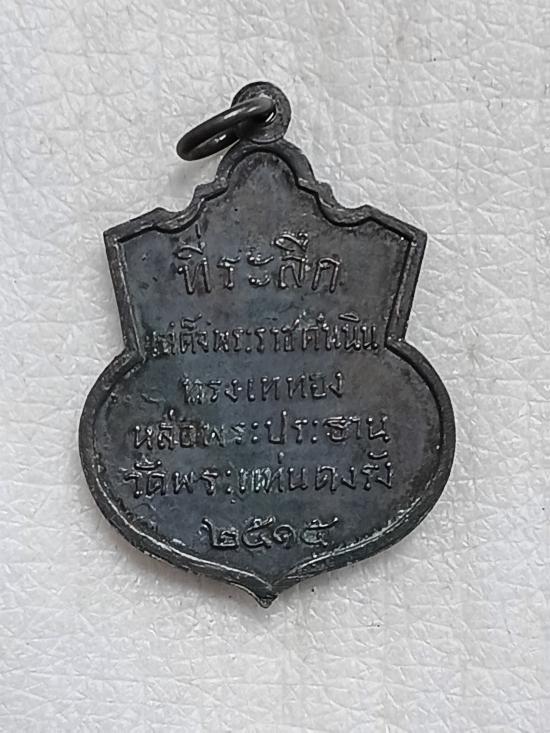 ที่ระลึก
เสด็จพระราชดำเนิน
ทรงเททอง
หล่อพระประธาน
วัดพระแท่นดงรัง
๒๕๑๕